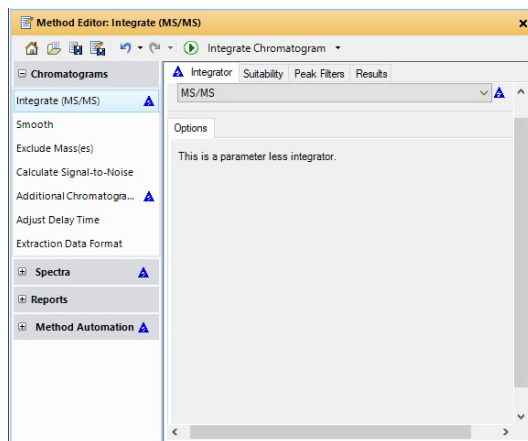 Method Editor: Integrate (MS/MS)
Integrate Chromatogram
Chromatograms
Integrate (MS/MS)
Smooth
Exclude Mass(es)
Calculate Signal-to-Noise
Additional Chromatogra...
Adjust Delay Time
Extraction Data Format
Spectra
Reports
Method Automation
Integrator Suitability Peak Filters Results
MS/MS
Options
This is a parameter less integrator.